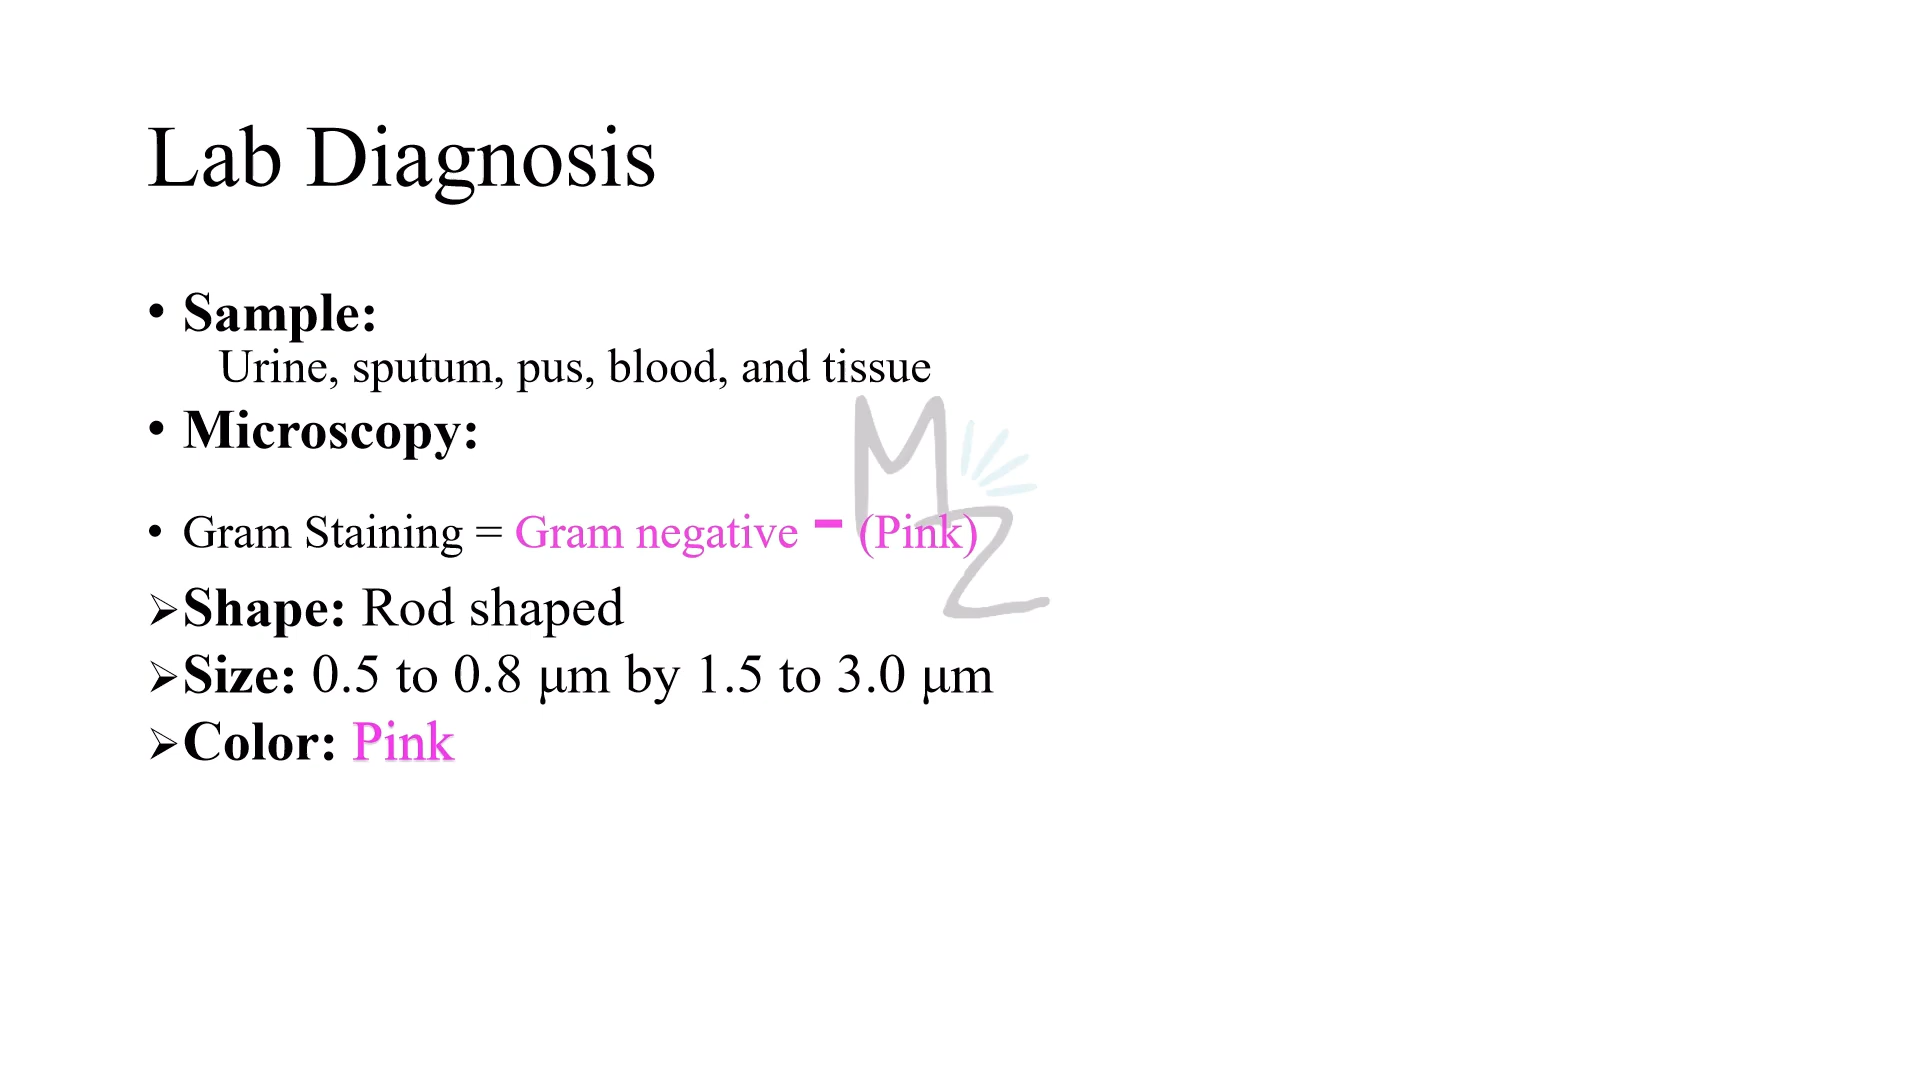 Lab Diagnosis
• Sample:
Urine, sputum, pus, blood, and tissue
• Microscopy:
• Gram Staining = Gram negative - (Pink)
➢Shape: Rod shaped
➢Size: 0.5 to 0.8 μm by 1.5 to 3.0 μm
➢Color: Pink
MZ